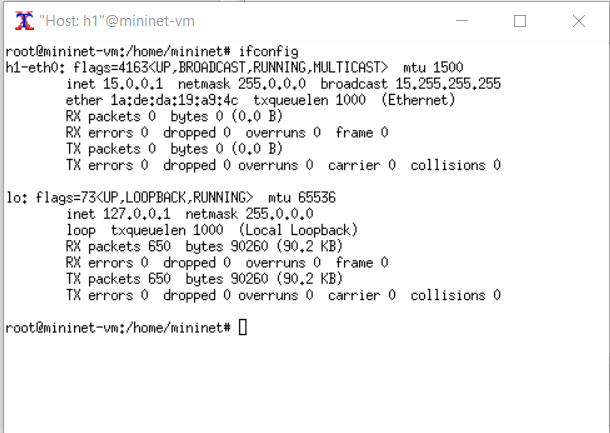 "Host: h1"@mininet-vm
root@mininet-vm:/home/mininet# ifconfig
h1-eth0: flags=4163<UP,BROADCAST,RUNNING,MULTICAST>  mtu 1500
        inet 15.0.0.1  netmask 255.0.0.0  broadcast 15.255.255.255
        ether 1a:de:da:19:a9:4c  txqueuelen 1000  (Ethernet)
        RX packets 0  bytes 0 (0.0 B)
        RX errors 0  dropped 0  overruns 0  frame 0
        TX packets 0  bytes 0 (0.0 B)
        TX errors 0  dropped 0 overruns 0  carrier 0  collisions 0
lo: flags=73<UP,LOOPBACK,RUNNING>  mtu 65536
        inet 127.0.0.1  netmask 255.0.0.0
        loop  txqueuelen 1000  (Local Loopback)
        RX packets 650  bytes 90260 (90.2 KB)
        RX errors 0  dropped 0  overruns 0  frame 0
        TX packets 650  bytes 90260 (90.2 KB)
        TX errors 0  dropped 0 overruns 0  carrier 0  collisions 0
root@mininet-vm:/home/mininet#